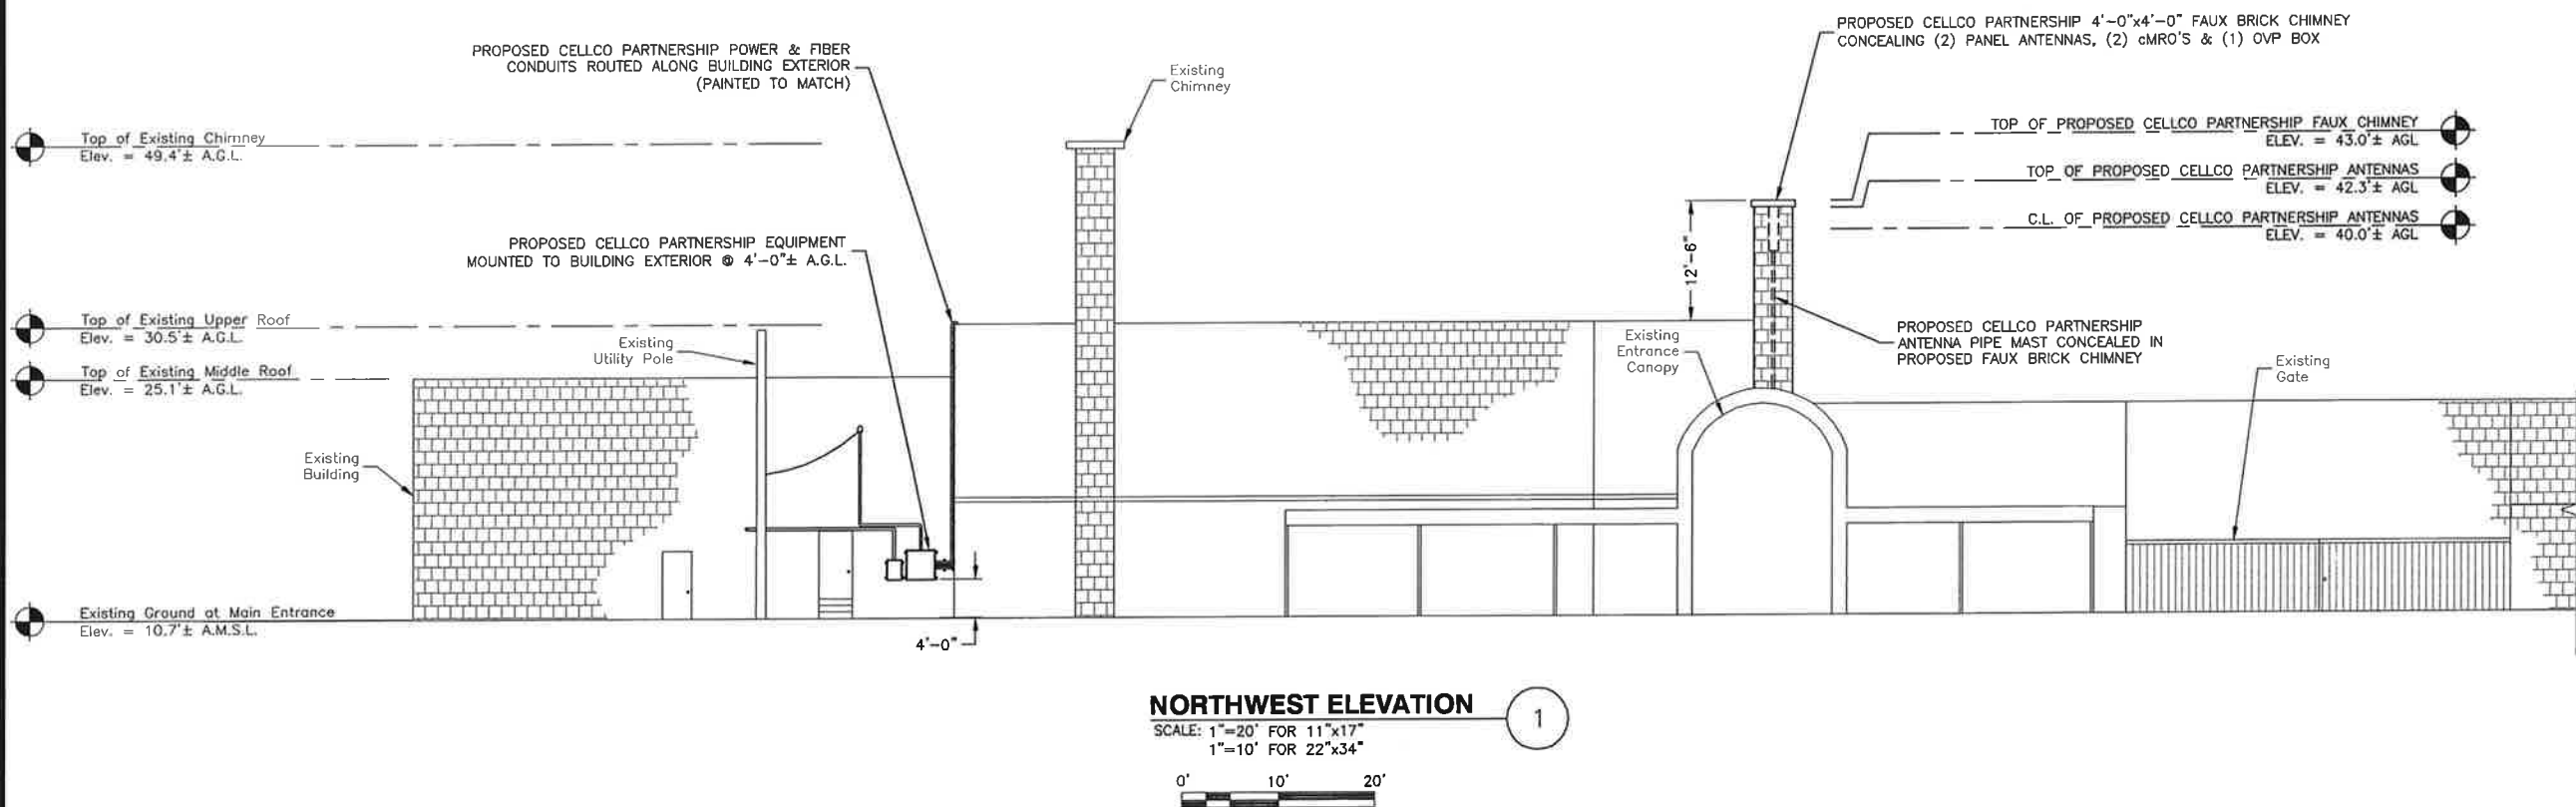 PROPOSED CELLCO PARTNERSHIP 4'-0"x4'-0" FAUX BRICK CHIMNEY
CONCEALING (2) PANEL ANTENNAS, (2) cMRO'S & (1) OVP BOX
PROPOSED CELLCO PARTNERSHIP POWER & FIBER
CONDUITS ROUTED ALONG BUILDING EXTERIOR
(PAINTED TO MATCH)
Existing
Chimney
Top of Existing Chimney
Elev. = 49.4'± A.G.L.
TOP OF PROPOSED CELLCO PARTNERSHIP FAUX CHIMNEY
ELEV. = 43.0'± AGL
TOP OF PROPOSED CELLCO PARTNERSHIP ANTENNAS
ELEV. = 42.3'± AGL
C.L. OF PROPOSED CELLCO PARTNERSHIP ANTENNAS
ELEV. = 40.0'± AGL
PROPOSED CELLCO PARTNERSHIP EQUIPMENT
MOUNTED TO BUILDING EXTERIOR @ 4'-0"± A.G.L.
12'-6"
Top of Existing Upper Roof
Elev. = 30.5'± A.G.L.
Existing
Utility Pole
Existing
Entrance
Canopy
PROPOSED CELLCO PARTNERSHIP
ANTENNA PIPE MAST CONCEALED IN
PROPOSED FAUX BRICK CHIMNEY
Existing
Gate
Top of Existing Middle Roof
Elev. = 25.1'± A.G.L.
Existing
Building
Existing Ground at Main Entrance
Elev. = 10.7'± A.M.S.L.
4'-0"
NORTHWEST ELEVATION
1
SCALE: 1"=20' FOR 11"x17"
1"=10' FOR 22"x34"
0' 10' 20'